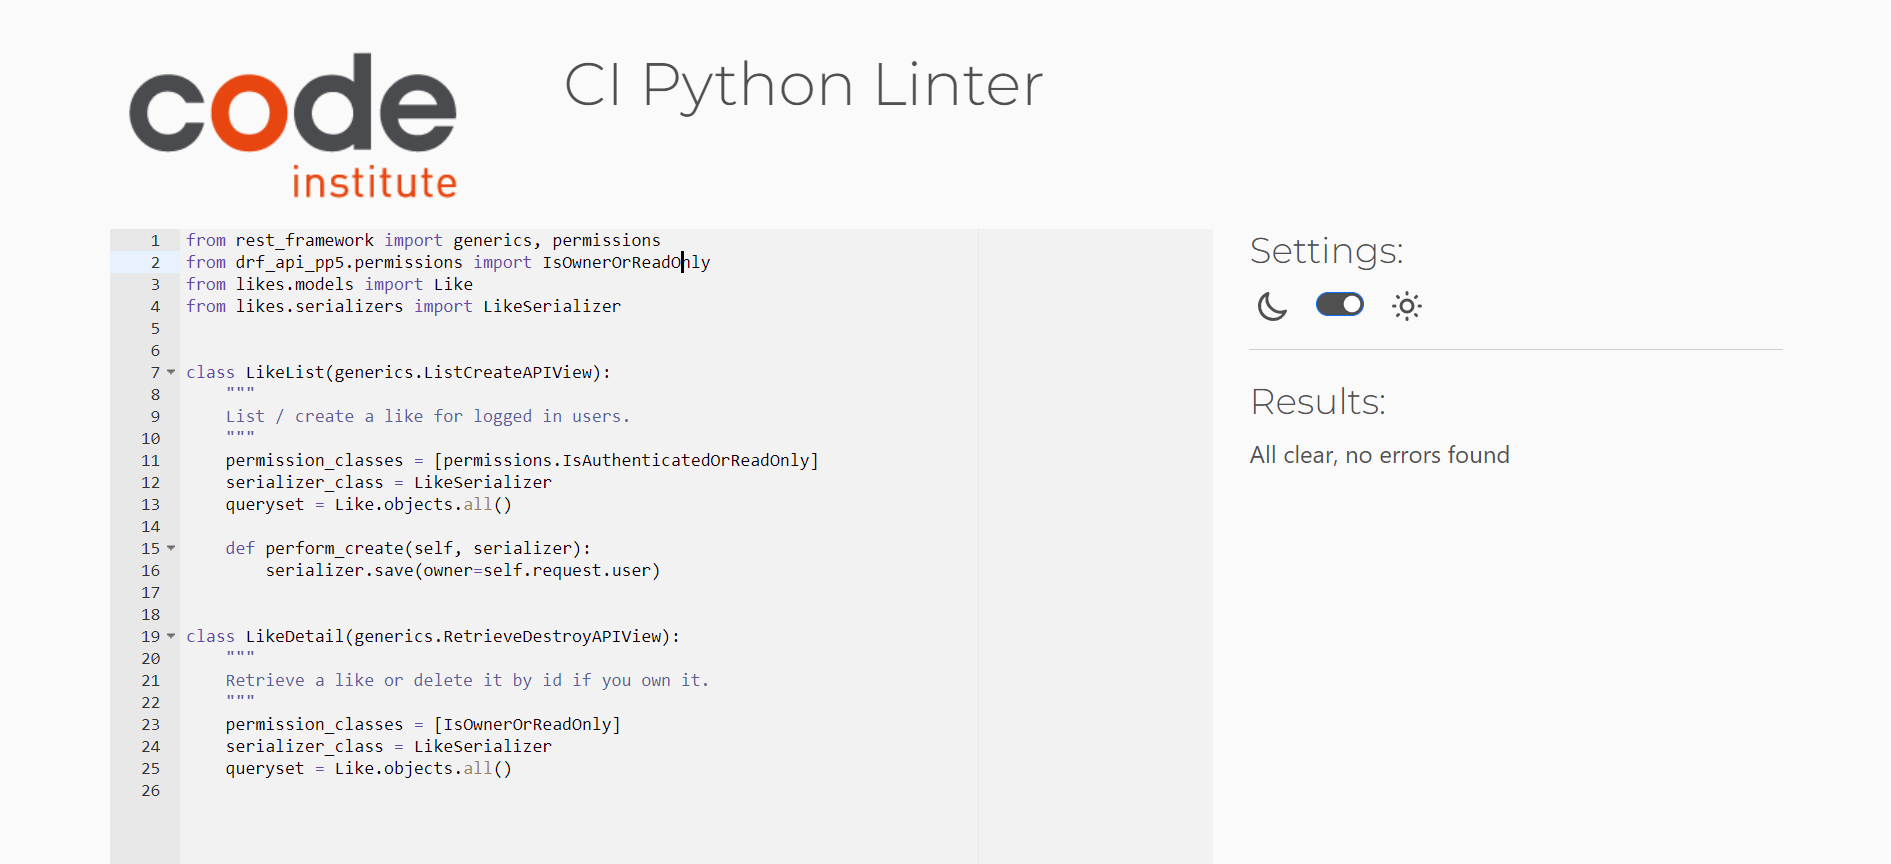 code
institute
CI Python Linter
1 from rest_framework import generics, permissions
2 from drf_api_pp5.permissions import IsOwnerOrReadOnly
3 from likes.models import Like
4 from likes.serializers import LikeSerializer
5
6
7 class LikeList(generics.ListCreateAPIView):
8     """
9     List / create a like for logged in users.
10     """
11     permission_classes = [permissions.IsAuthenticatedOrReadOnly]
12     serializer_class = LikeSerializer
13     queryset = Like.objects.all()
14
15     def perform_create(self, serializer):
16         serializer.save(owner=self.request.user)
17
18
19 class LikeDetail(generics.RetrieveDestroyAPIView):
20     """
21     Retrieve a like or delete it by id if you own it.
22     """
23     permission_classes = [IsOwnerOrReadOnly]
24     serializer_class = LikeSerializer
25     queryset = Like.objects.all()
26
Settings:
Results:
All clear, no errors found